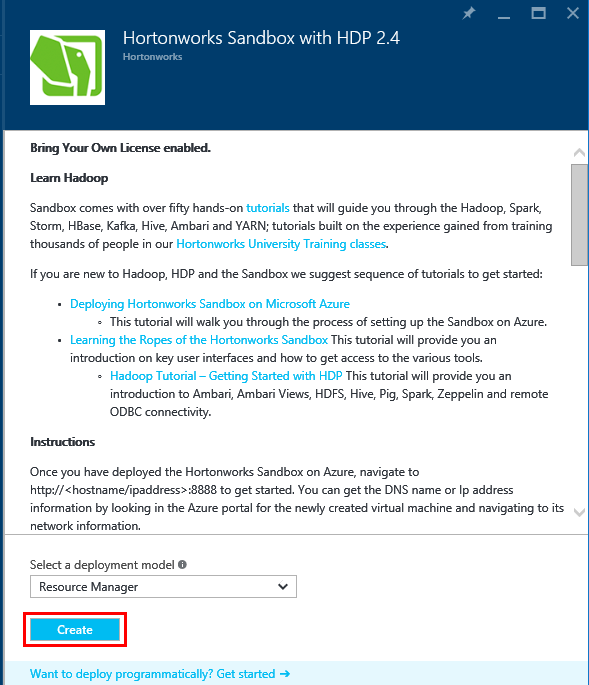 Hortonworks Sandbox with HDP 2.4
Hortonworks
Bring Your Own License enabled.
Learn Hadoop
Sandbox comes with over fifty hands-on tutorials that will guide you through the Hadoop, Spark,
Storm, HBase, Kafka, Hive, Ambari and YARN; tutorials built on the experience gained from training
thousands of people in our Hortonworks University Training classes.
If you are new to Hadoop, HDP and the Sandbox we suggest sequence of tutorials to get started:
• Deploying Hortonworks Sandbox on Microsoft Azure
◦ This tutorial will walk you through the process of setting up the Sandbox on Azure.
• Learning the Ropes of the Hortonworks Sandbox This tutorial will provide you an
introduction on key user interfaces and how to get access to the various tools.
◦ Hadoop Tutorial – Getting Started with HDP This tutorial will provide you an
introduction to Ambari, Ambari Views, HDFS, Hive, Pig, Spark, Zeppelin and remote
ODBC connectivity.
Instructions
Once you have deployed the Hortonworks Sandbox on Azure, navigate to
http://<hostname/ipaddress>:8888 to get started. You can get the DNS name or Ip address
information by looking in the Azure portal for the newly created virtual machine and navigating to its
network information.
Select a deployment model
Resource Manager
Create
Want to deploy programmatically? Get started →